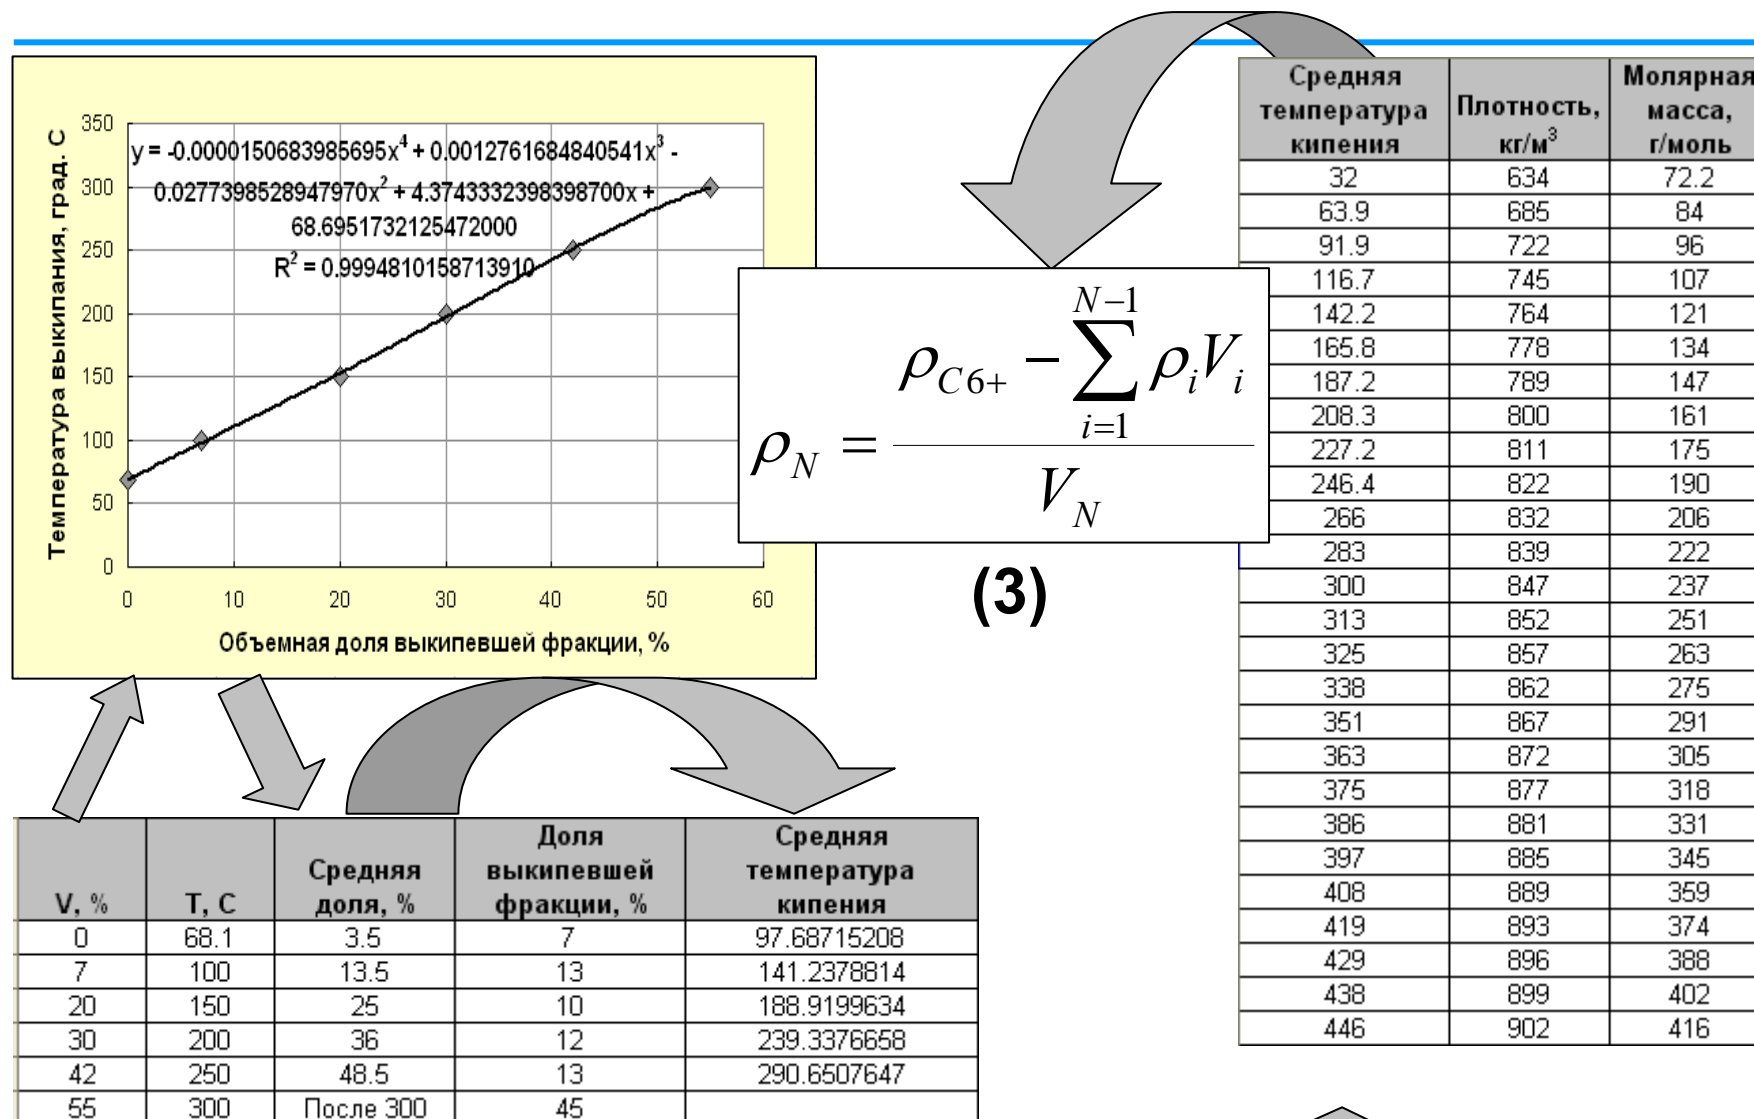 350
300
250
200
150
100
50
0
Температура выкипания, град. С
y = -0.0000150683985695x⁴ + 0.0012761684840541x³ -
0.0277398528947970x² + 4.3743332398398700x +
68.6951732125472000
R² = 0.9994810158713910
0 10 20 30 40 50 60
Объемная доля выкипевшей фракции, %
ρ_N = (ρ_{C6+} − ∑_{i=1}^{N−1} ρ_i V_i) / V_N
(3)
Средняя температура кипения | Плотность, кг/м³ | Молярная масса, г/моль
32 634 72.2
63.9 685 84
91.9 722 96
116.7 745 107
142.2 764 121
165.8 778 134
187.2 789 147
208.3 800 161
227.2 811 175
246.4 822 190
266 832 206
283 839 222
300 847 237
313 852 251
325 857 263
338 862 275
351 867 291
363 872 305
375 877 318
386 881 331
397 885 345
408 889 359
419 893 374
429 896 388
438 899 402
446 902 416
V, % | T, C | Средняя доля, % | Доля выкипевшей фракции, % | Средняя температура кипения
0 68.1 3.5 7 97.68715208
7 100 13.5 13 141.2378814
20 150 25 10 188.9199634
30 200 36 12 239.3376658
42 250 48.5 13 290.6507647
55 300 После 300 45